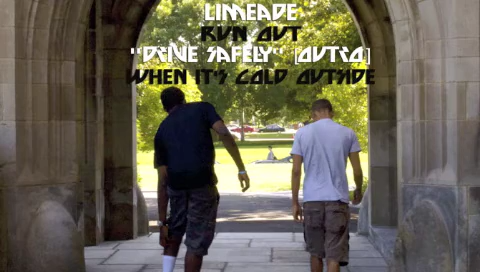 LIMEADE
RUN OUT
"DRIVE SAFELY" [OUTRO]
WHEN IT'S COLD OUTSIDE